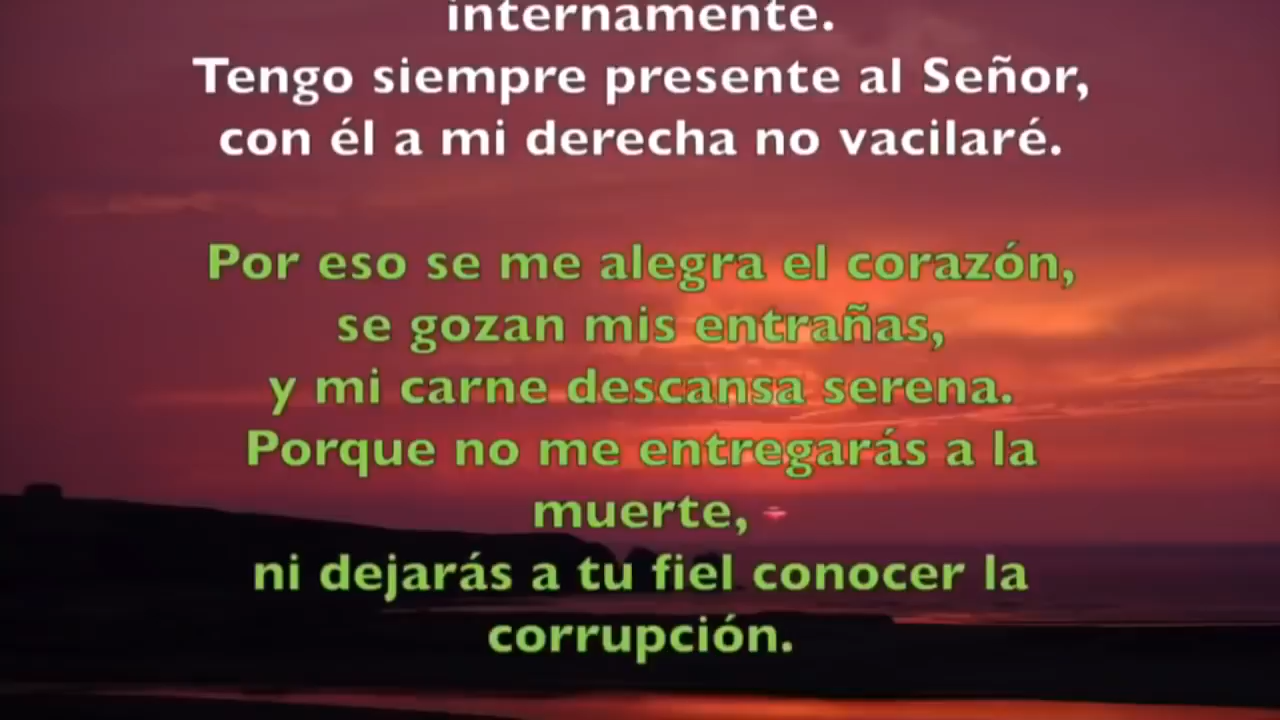 internamente.
Tengo siempre presente al Señor,
con él a mi derecha no vacilaré.
Por eso se me alegra el corazón,
se gozan mis entrañas,
y mi carne descansa serena.
Porque no me entregarás a la
muerte,
ni dejarás a tu fiel conocer la
corrupción.